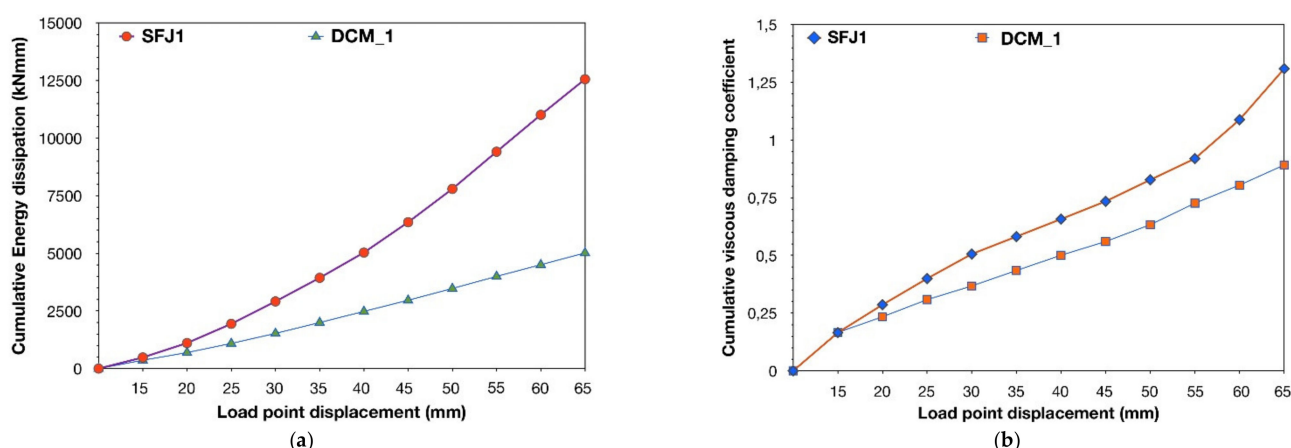 15000
SFJ1 DCM_1
12500
10000
7500
5000
2500
0
Cumulative Energy dissipation (kNmm)
15 20 25 30 35 40 45 50 55 60 65
Load point displacement (mm)
(a)
1,5
SFJ1 DCM_1
1,25
1
0,75
0,5
0,25
0
Cumulative viscous damping coefficient
15 20 25 30 35 40 45 50 55 60 65
Load point displacement (mm)
(b)